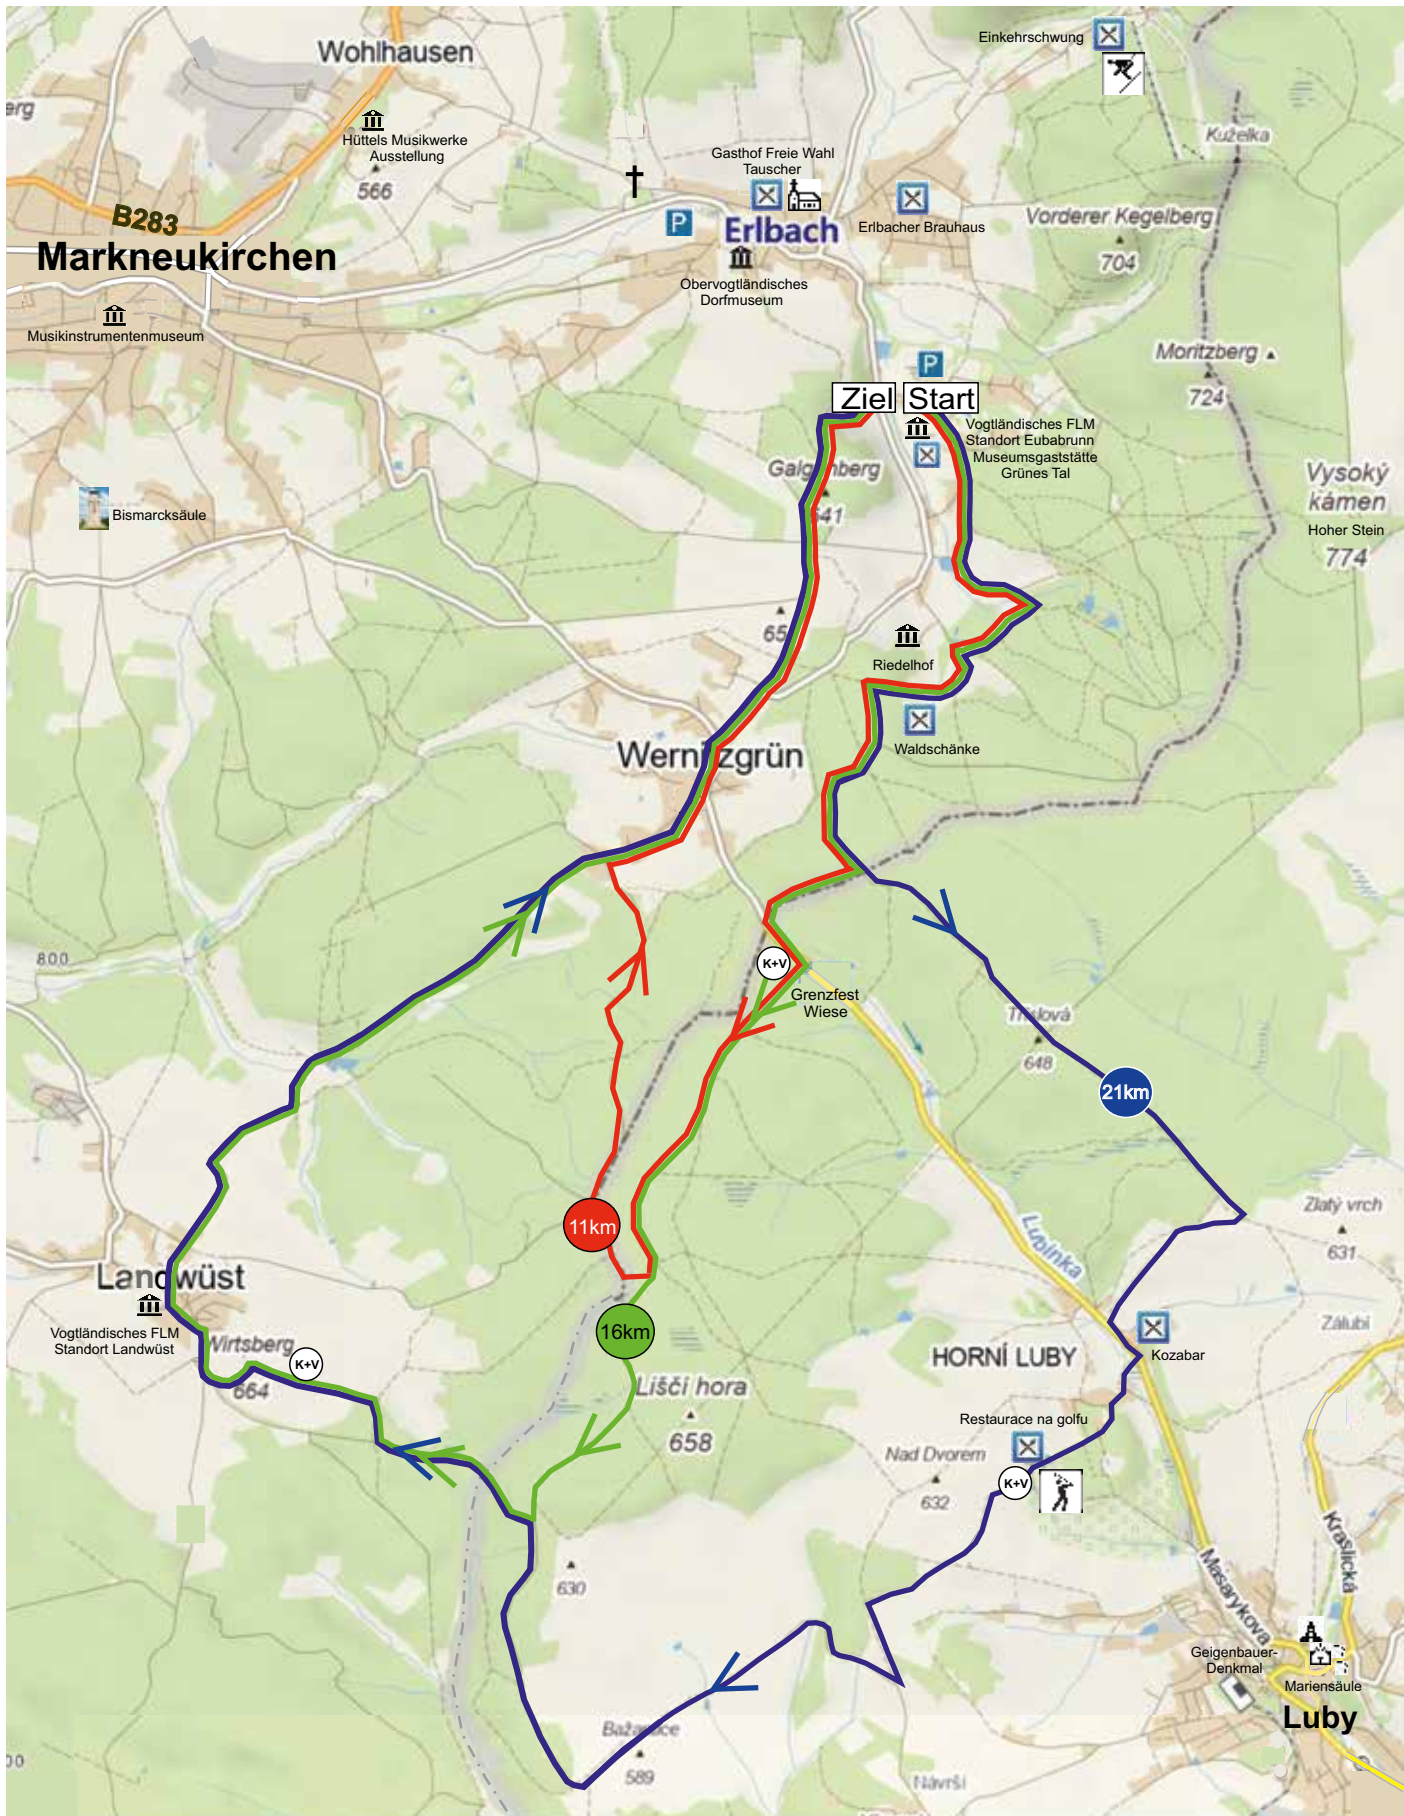 Einkehrschwung
Wohlhausen
erg
Kuželka
Hüttels Musikwerke
Ausstellung
566
Gasthof Freie Wahl
Tauscher
B283
P
Erlbach
Erlbacher Brauhaus
Vorderer Kegelberg
704
Markneukirchen
Obervogtländisches
Dorfmuseum
Musikinstrumentenmuseum
Moritzberg
724
P
Ziel
Start
Vogtländisches FLM
Standort Eubabrunn
Museumsgaststätte
Grünes Tal
Vysoký
kámen
Hoher Stein
774
Bismarcksäule
Riedelhof
Waldschänke
800
K+V
Grenzfest
Wiese
648
21km
Zlatý vrch
631
11km
Lubinka
Landwüst
Vogtländisches FLM
Standort Landwüst
16km
Zálubí
Wirtsberg
664
K+V
HORNÍ LUBY
Kozabar
Liščí hora
658
Restaurace na golfu
Nad Dvorem
632
K+V
Kraslická
Masarykova
630
Geigenbauer-
Denkmal
Mariensäule
Luby
589
Návrší